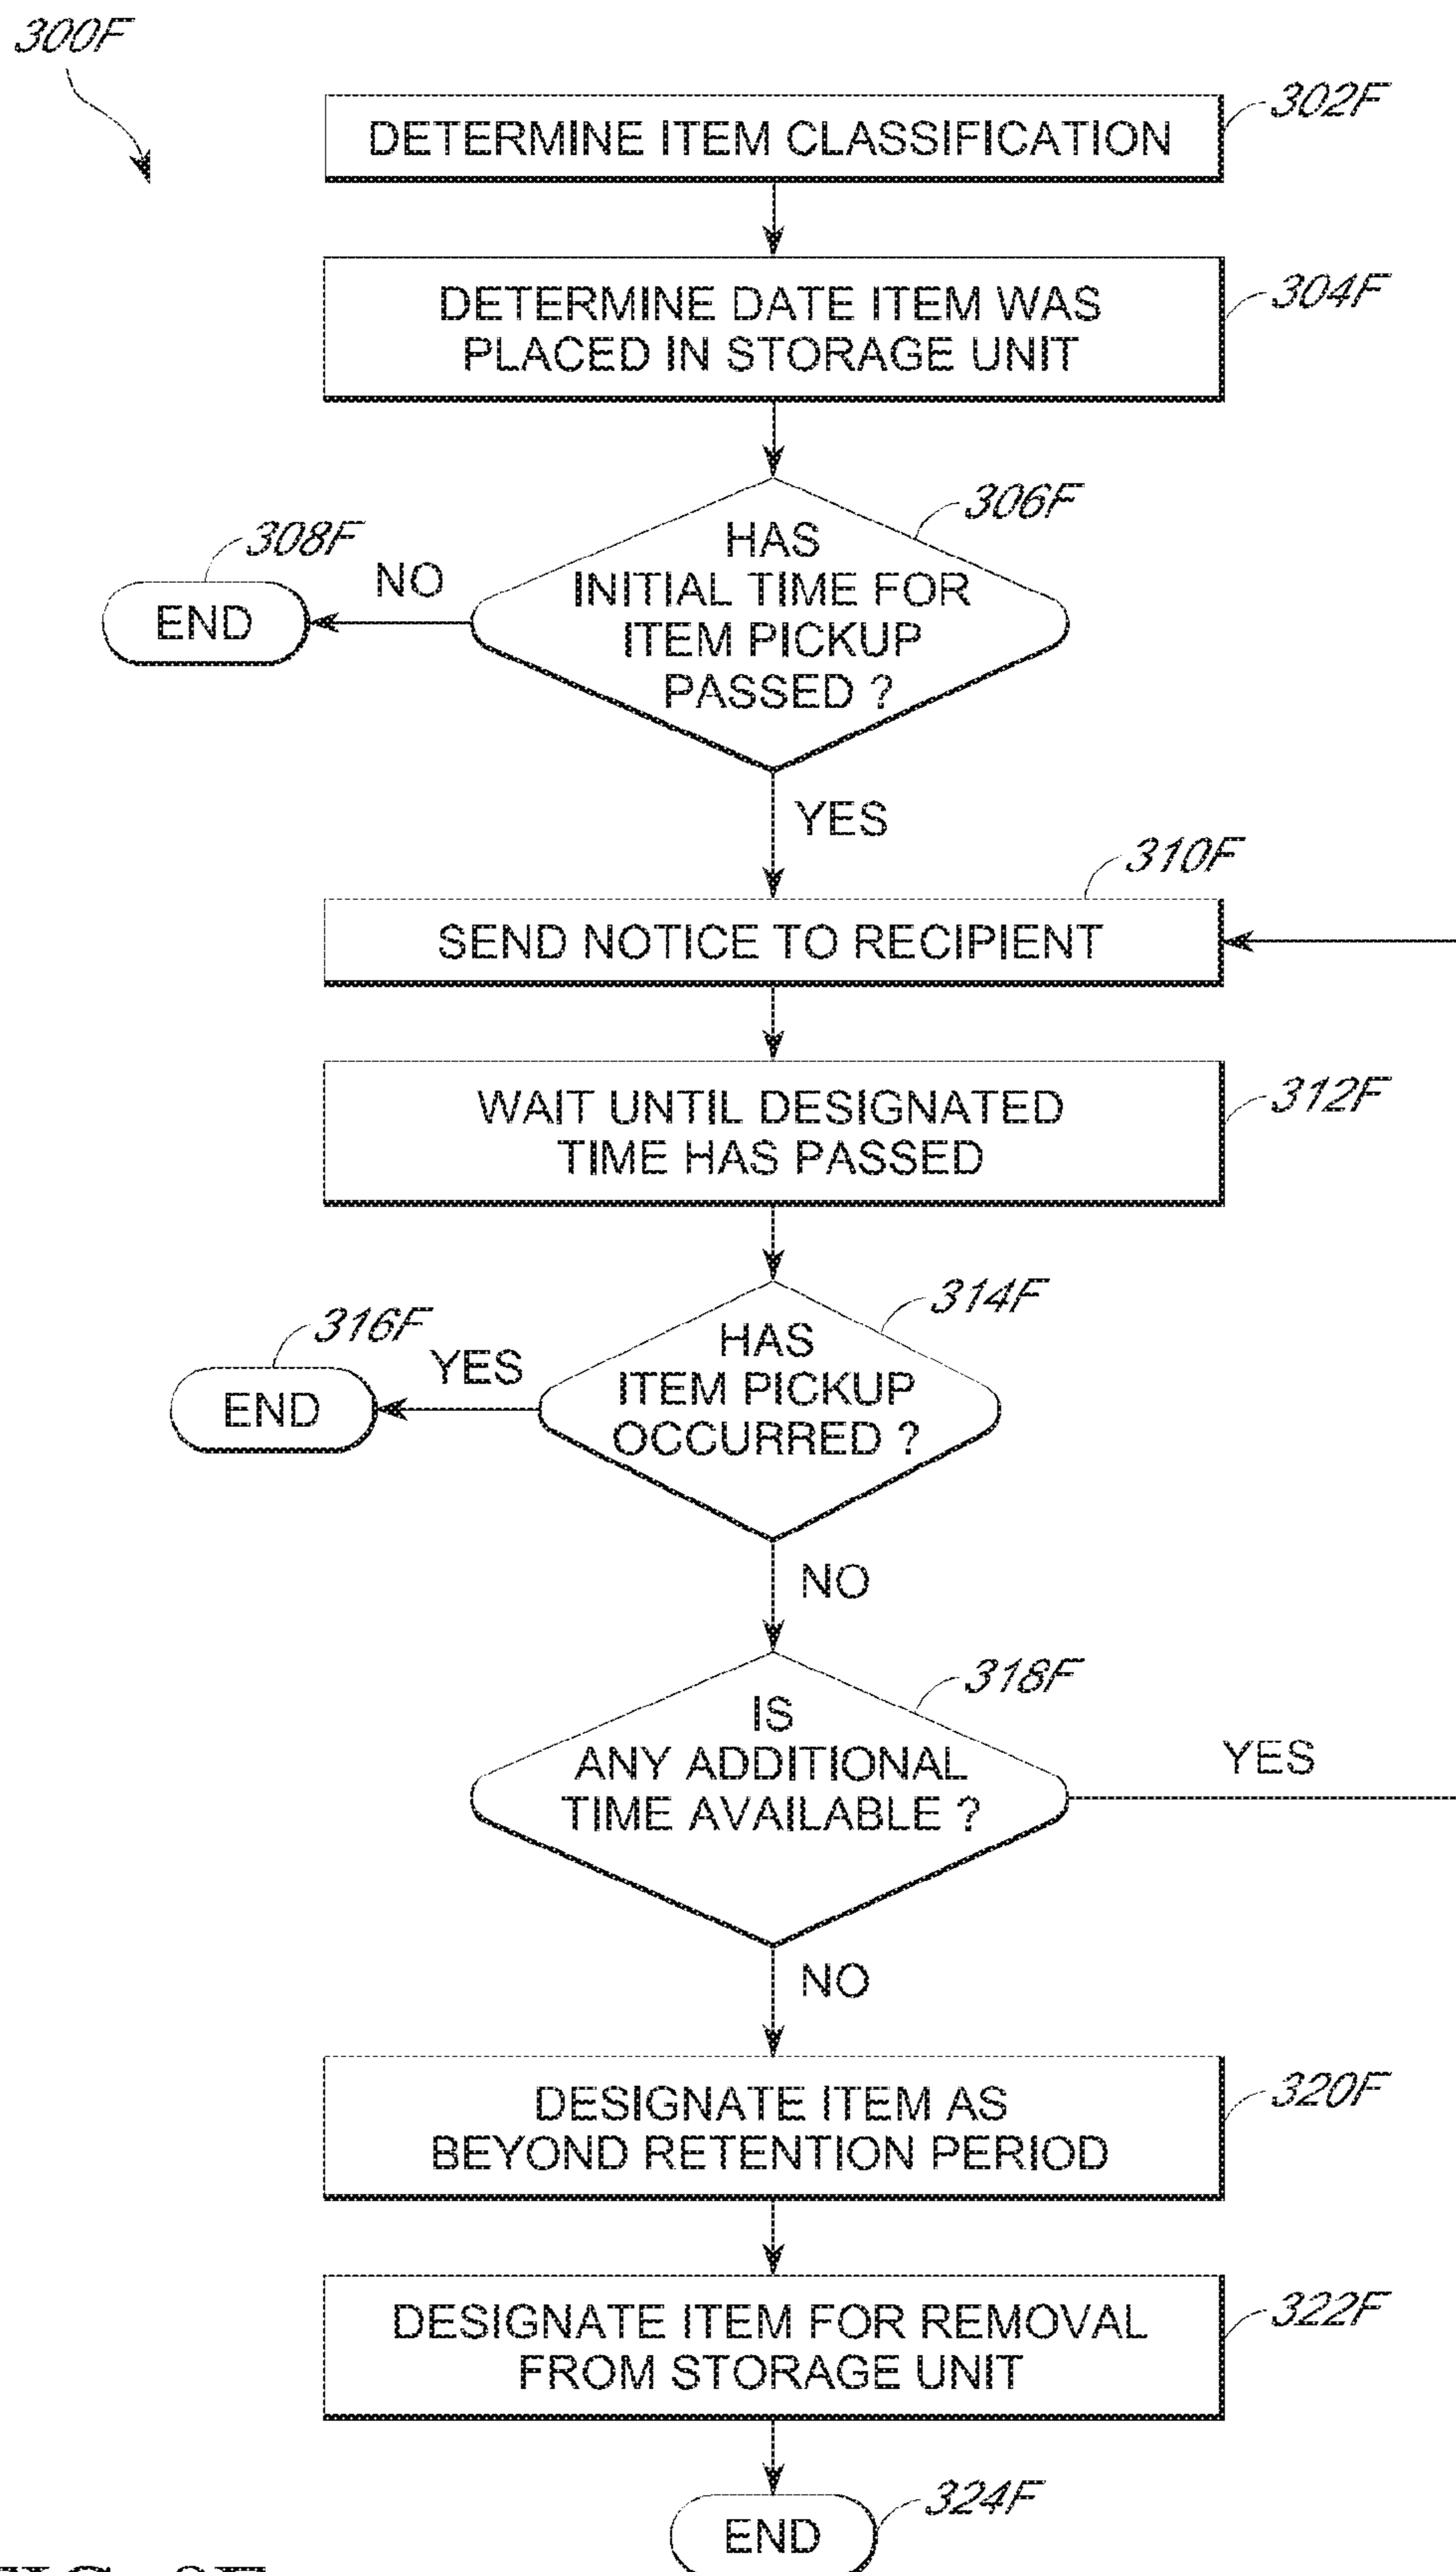 300F
302F
DETERMINE ITEM CLASSIFICATION
304F
DETERMINE DATE ITEM WAS
PLACED IN STORAGE UNIT
306F
HAS
INITIAL TIME FOR
ITEM PICKUP
PASSED ?
308F
NO
END
YES
310F
SEND NOTICE TO RECIPIENT
312F
WAIT UNTIL DESIGNATED
TIME HAS PASSED
314F
HAS
ITEM PICKUP
OCCURRED ?
316F
YES
END
NO
318F
IS
ANY ADDITIONAL
TIME AVAILABLE ?
YES
NO
320F
DESIGNATE ITEM AS
BEYOND RETENTION PERIOD
322F
DESIGNATE ITEM FOR REMOVAL
FROM STORAGE UNIT
324F
END